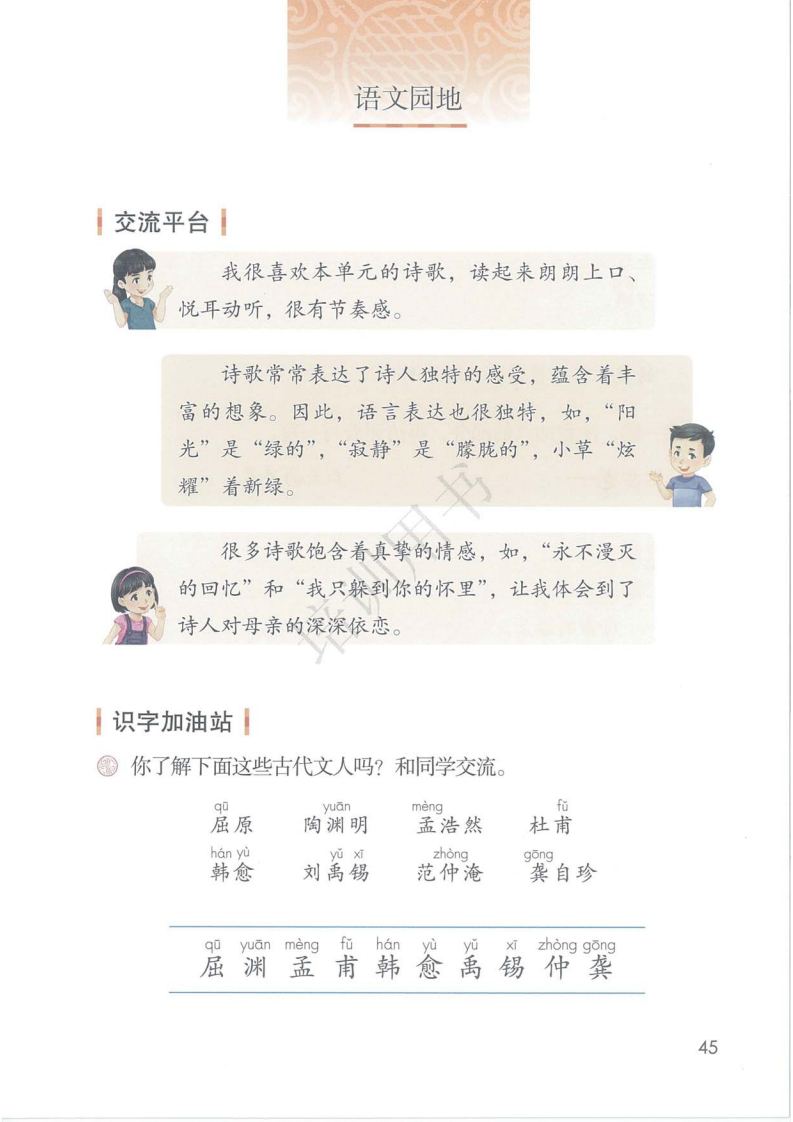 语文园地
交流平台
我很喜欢本单元的诗歌，读起来朗朗上口、
悦耳动听，很有节奏感。
诗歌常常表达了诗人独特的感受，蕴含着丰
富的想象。因此，语言表达也很独特，如，“阳
光”是“绿的”，“寂静”是“朦胧的”，小草“炫
耀”着新绿。
很多诗歌饱含着真挚的情感，如，“永不漫灭
的回忆”和“我只躲到你的怀里”，让我体会到了
诗人对母亲的深深依恋。
培训用书
识字加油站
你了解下面这些古代文人吗？和同学交流。
qū yuān mèng fǔ
屈原 陶渊明 孟浩然 杜甫
hán yù yǔ xī zhòng gōng
韩愈 刘禹锡 范仲淹 龚自珍
qū yuān mèng fǔ hán yù yǔ xī zhòng gōng
屈 渊 孟 甫 韩 愈 禹 锡 仲 龚
45